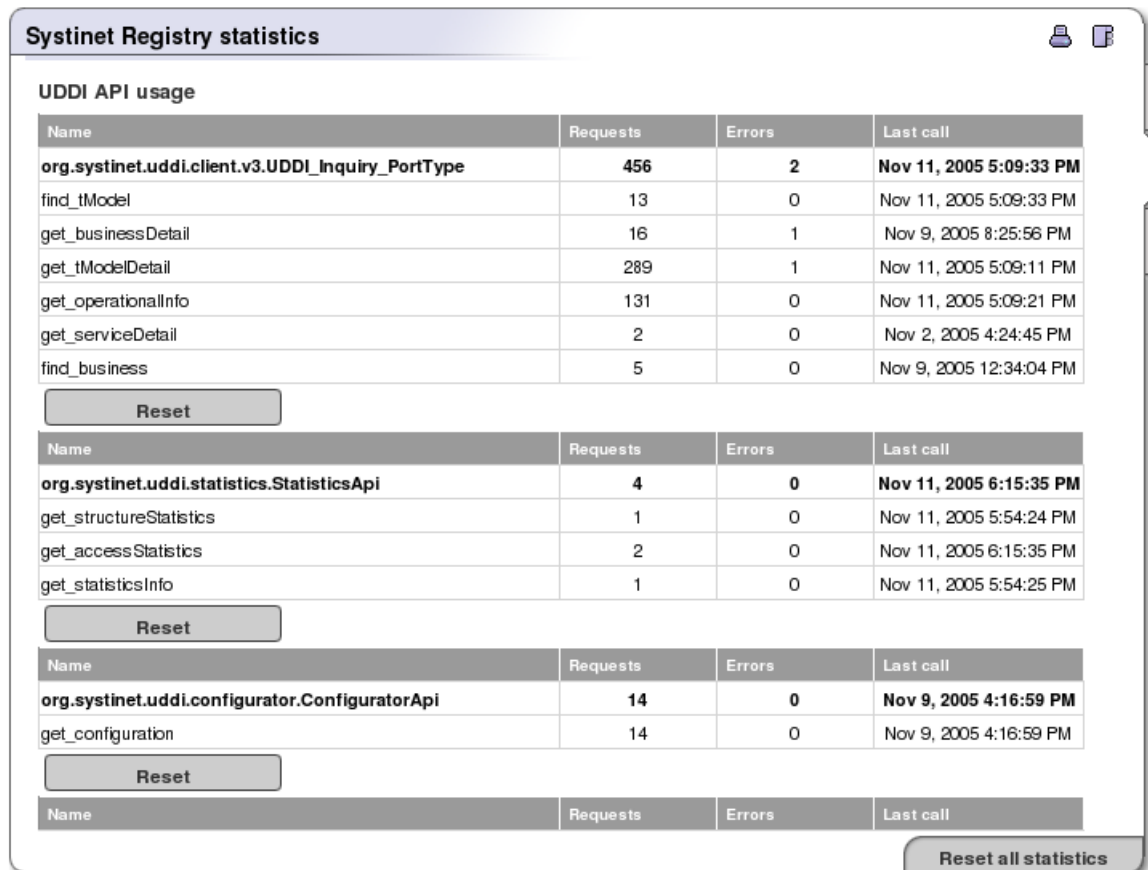 Systinet Registry statistics
UDDI API usage
Name Requests Errors Last call
org.systinet.uddi.client.v3.UDDI_Inquiry_PortType 456 2 Nov 11, 2005 5:09:33 PM
find_tModel 13 0 Nov 11, 2005 5:09:33 PM
get_businessDetail 16 1 Nov 9, 2005 8:25:56 PM
get_tModelDetail 289 1 Nov 11, 2005 5:09:11 PM
get_operationalInfo 131 0 Nov 11, 2005 5:09:21 PM
get_serviceDetail 2 0 Nov 2, 2005 4:24:45 PM
find_business 5 0 Nov 9, 2005 12:34:04 PM
Reset
Name Requests Errors Last call
org.systinet.uddi.statistics.StatisticsApi 4 0 Nov 11, 2005 6:15:35 PM
get_structureStatistics 1 0 Nov 11, 2005 5:54:24 PM
get_accessStatistics 2 0 Nov 11, 2005 6:15:35 PM
get_statisticsInfo 1 0 Nov 11, 2005 5:54:25 PM
Reset
Name Requests Errors Last call
org.systinet.uddi.configurator.ConfiguratorApi 14 0 Nov 9, 2005 4:16:59 PM
get_configuration 14 0 Nov 9, 2005 4:16:59 PM
Reset
Name Requests Errors Last call
Reset all statistics